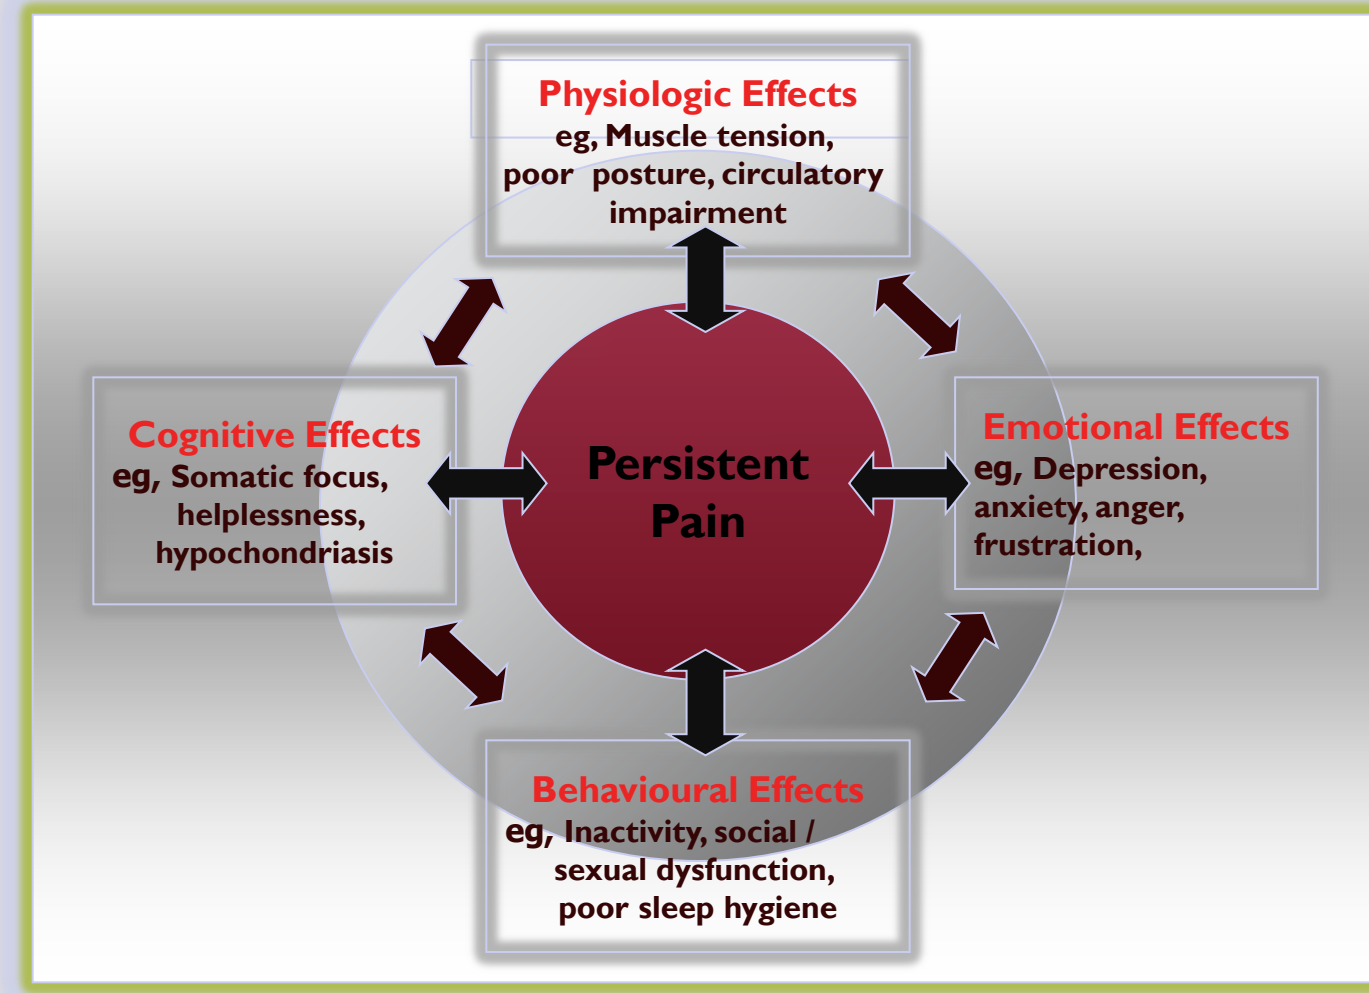 Physiologic Effects
eg, Muscle tension,
poor posture, circulatory
impairment
Cognitive Effects
eg, Somatic focus,
helplessness,
hypochondriasis
Persistent
Pain
Emotional Effects
eg, Depression,
anxiety, anger,
frustration,
Behavioural Effects
eg, Inactivity, social /
sexual dysfunction,
poor sleep hygiene